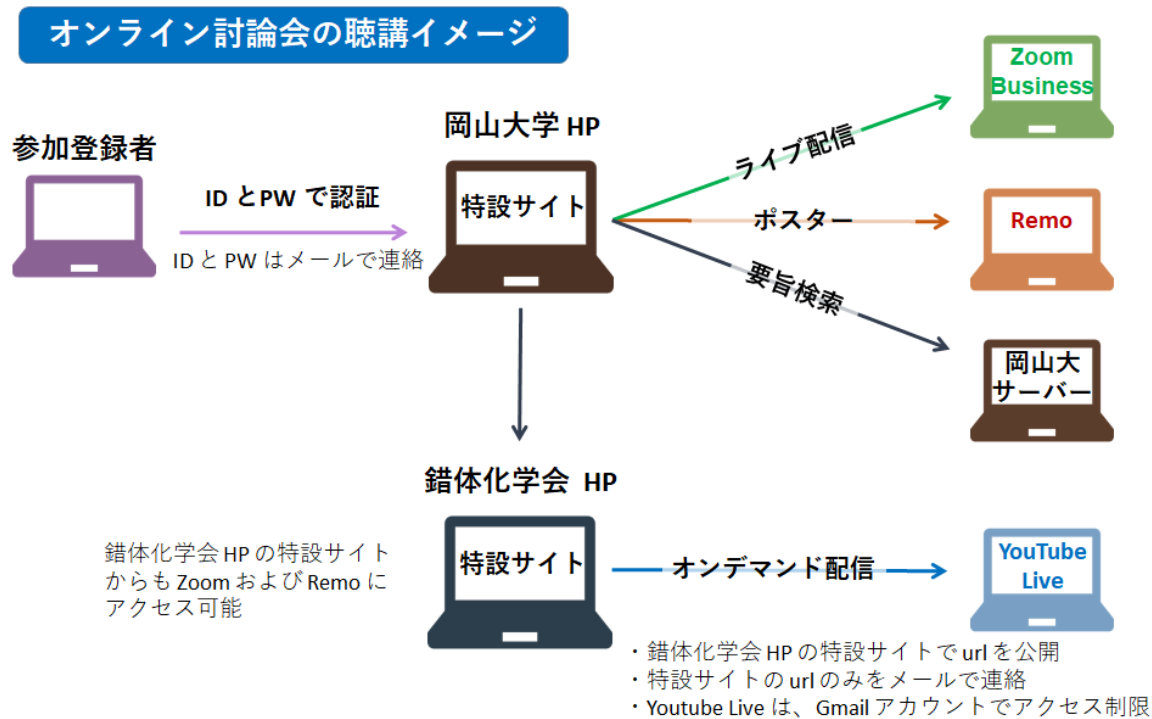 オンライン討論会の聴講イメージ
参加登録者
ID とPW で認証
ID と PW はメールで連絡
岡山大学 HP
特設サイト
ライブ配信
ポスター
要旨検索
Zoom
Business
Remo
岡山大
サーバー
錯体化学会 HP
特設サイト
錯体化学会 HP の特設サイト
からも Zoom および Remo に
アクセス可能
オンデマンド配信
YouTube
Live
・錯体化学会 HP の特設サイトで url を公開
・特設サイトの url のみをメールで連絡
・Youtube Live は、Gmail アカウントでアクセス制限